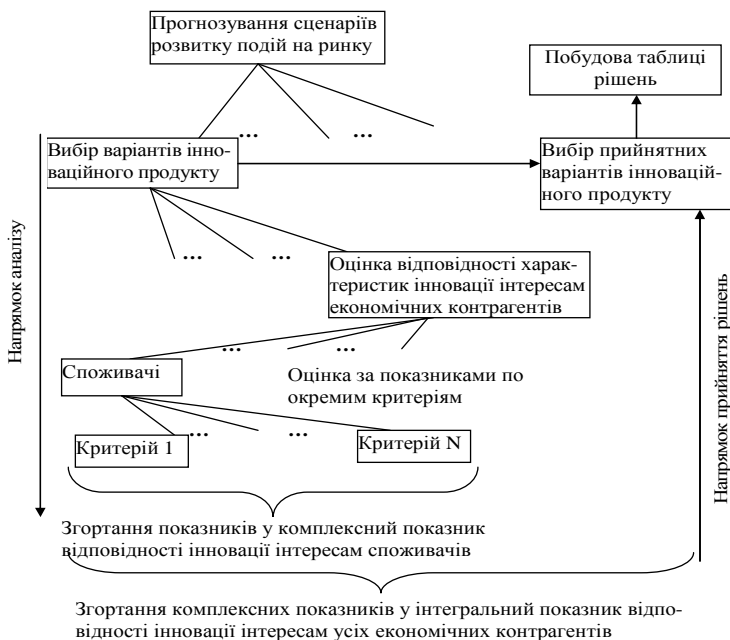 Прогнозування сценаріїв
розвитку подій на ринку
Побудова таблиці
рішень
...
...
Вибір варіантів інно-
ваційного продукту
Вибір прийнятних
варіантів інновацій-
ного продукту
Напрямок аналізу
...
...
Оцінка відповідності харак-
теристик інновації інтересам
економічних контрагентів
Напрямок прийняття рішень
...
...
Споживачі
Оцінка за показниками по
окремим критеріям
...
...
Критерій 1
Критерій N
Згортання показників у комплексний показник
відповідності інновації інтересам споживачів
Згортання комплексних показників у інтегральний показник відпо-
відності інновації інтересам усіх економічних контрагентів